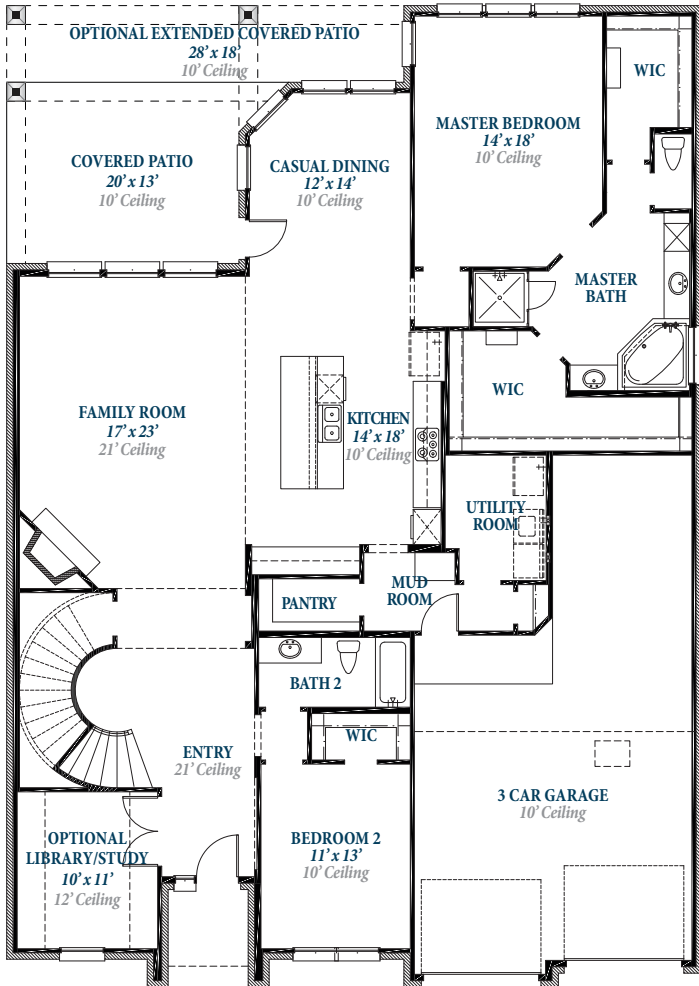 OPTIONAL EXTENDED COVERED PATIO
28' x 18'
10' Ceiling
WIC
MASTER BEDROOM
14' x 18'
10' Ceiling
COVERED PATIO
20' x 13'
10' Ceiling
CASUAL DINING
12' x 14'
10' Ceiling
MASTER
BATH
WIC
FAMILY ROOM
17' x 23'
21' Ceiling
KITCHEN
14' x 18'
10' Ceiling
UTILITY
ROOM
MUD
ROOM
PANTRY
BATH 2
WIC
ENTRY
21' Ceiling
3 CAR GARAGE
10' Ceiling
OPTIONAL
LIBRARY/STUDY
10' x 11'
12' Ceiling
BEDROOM 2
11' x 13'
10' Ceiling